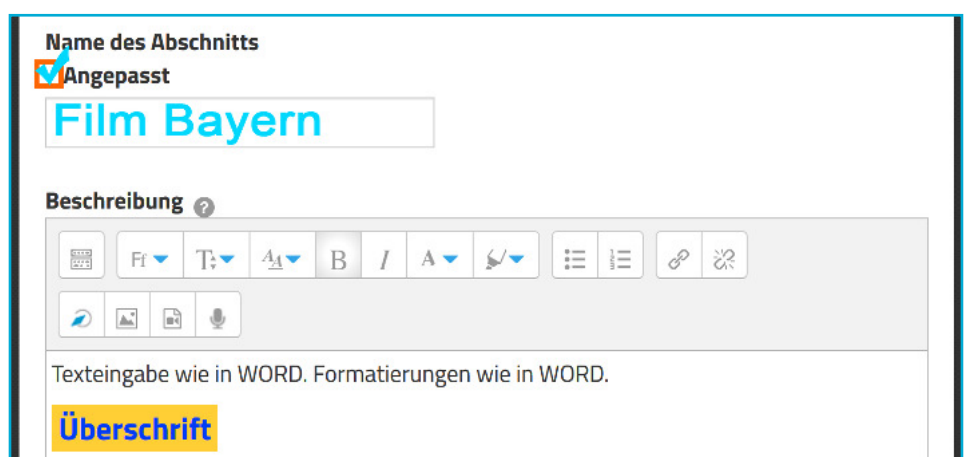 Name des Abschnitts
Angepasst
Film Bayern
Beschreibung ?
Ff T A͟A B I A
Texteingabe wie in WORD. Formatierungen wie in WORD.
Überschrift